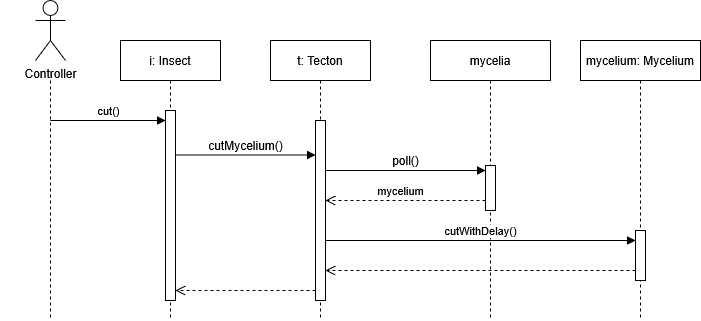 i: Insect
t: Tecton
mycelia
mycelium: Mycelium
Controller
cut()
cutMycelium()
poll()
mycelium
cutWithDelay()